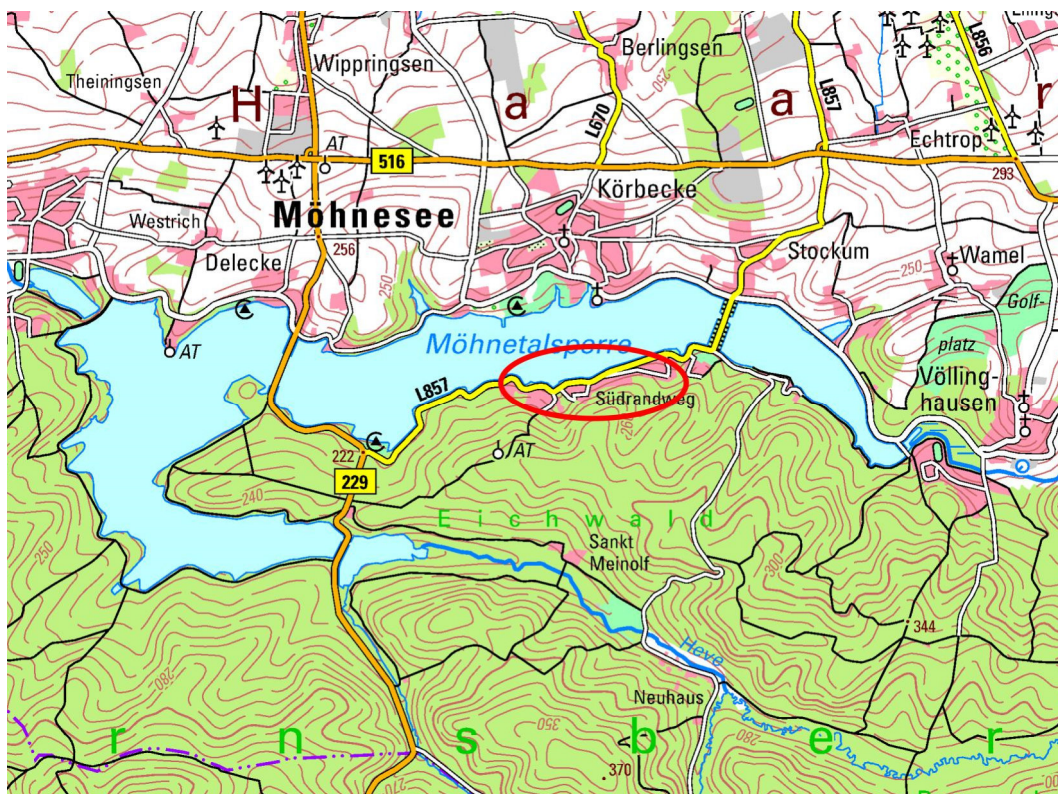 Theiningsen
Wippringsen
Berlingsen
L856
H
a
a
r
L670
L857
AT
516
Echtrop
293
Körbecke
Westrich
Möhnesee
256
Delecke
250
Stockum
Wamel
250
Golf-
platz
Völling-
hausen
AT
Möhnetalsperre
L857
Südrandweg
AT
222
229
240
250
Eichwald
Sankt
Meinolf
300
344
280
Heve
Neuhaus
350
370
280
270
r n s b e r